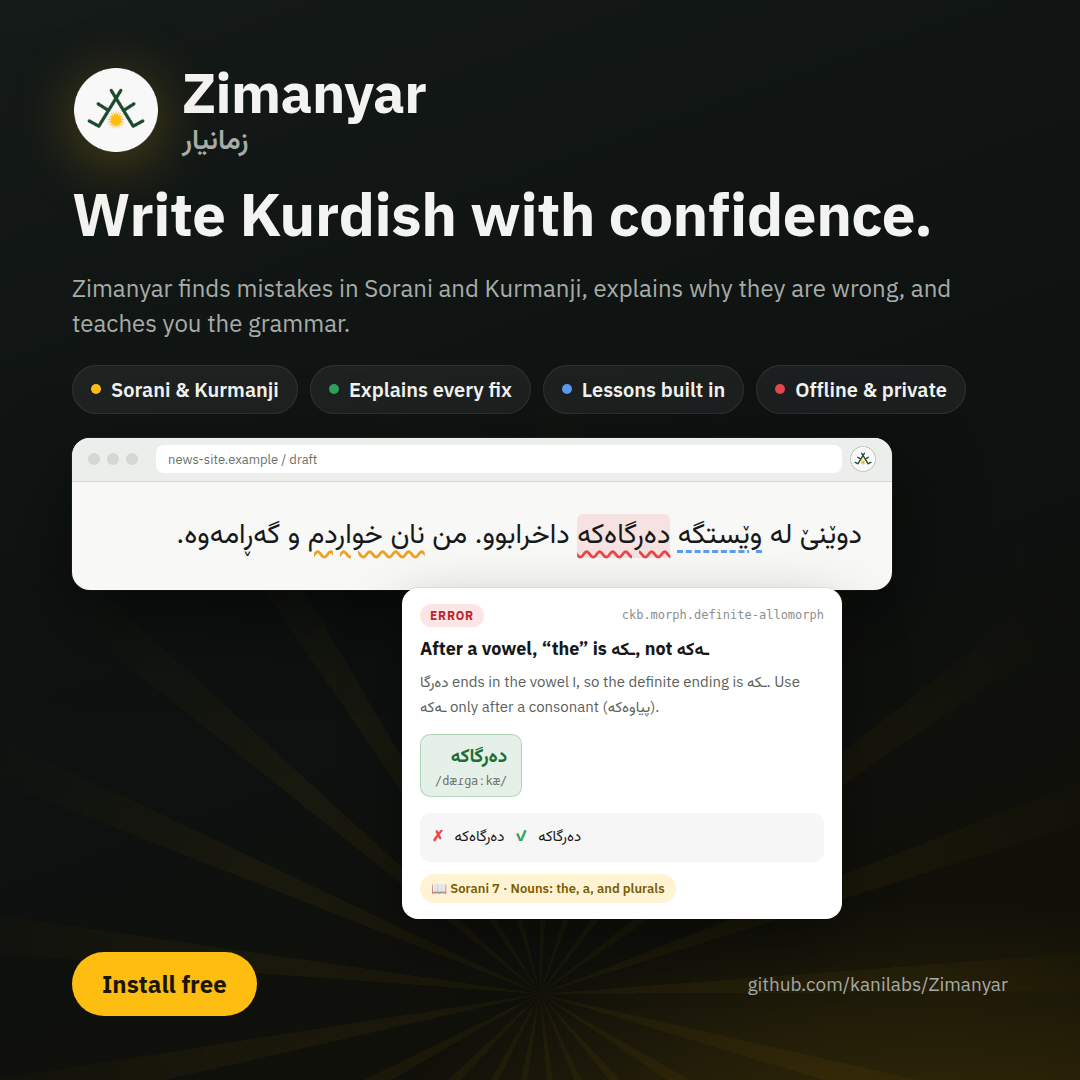 Zimanyar
زمانیار
Write Kurdish with confidence.
Zimanyar finds mistakes in Sorani and Kurmanji, explains why they are wrong, and
teaches you the grammar.
Sorani & Kurmanji
Explains every fix
Lessons built in
Offline & private
news-site.example / draft
دوێنێ لە وێستگە دەرگاەکە داخرابوو. من نان خواردم و گەڕامەوە.
ERROR
ckb.morph.definite-allomorph
After a vowel, “the” is ـکە, not ـەکە
دەرگا ends in the vowel I, so the definite ending is ـکە. Use
ـەکە only after a consonant (پیاوەکە).
دەرگاکە
/dæɾɡaːkæ/
✗ دەرگاەکە ✓ دەرگاکە
📖 Sorani 7 · Nouns: the, a, and plurals
Install free
github.com/kanilabs/Zimanyar